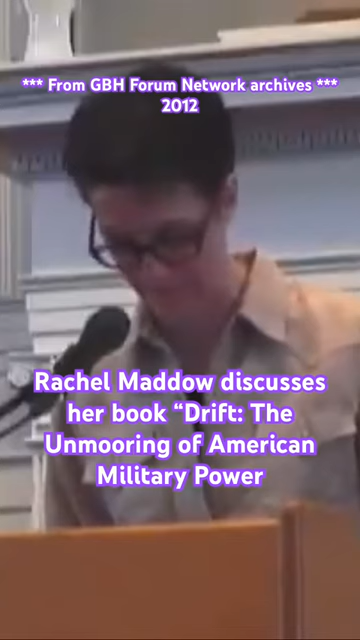 *** From GBH Forum Network archives ***
2012
Rachel Maddow discusses
her book “Drift: The
Unmooring of American
Military Power